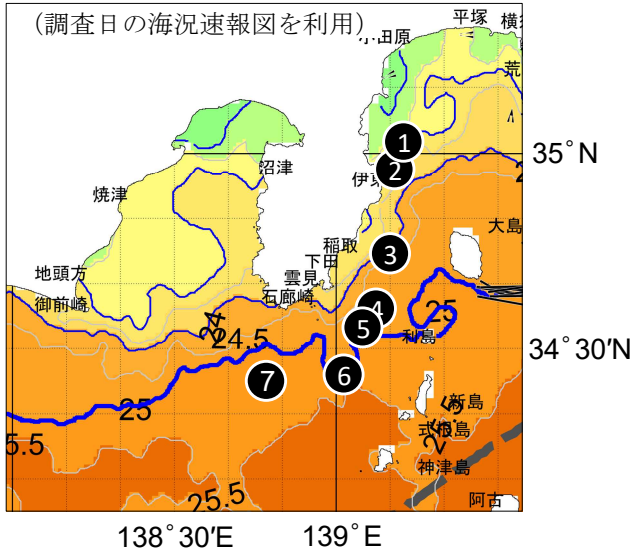 (調査日の海況速報図を利用)
平塚
小田原
荒
1
35°N
2
沼津
伊東
焼津
大島
3
稲取
下田
地頭方
雲見
石廊崎
御前崎
4
25
24
5
24.5
利島
34°30′N
6
7
25
新島
25.5
式根島
5.5
神津島
25.5
阿古
138°30′E
139°E